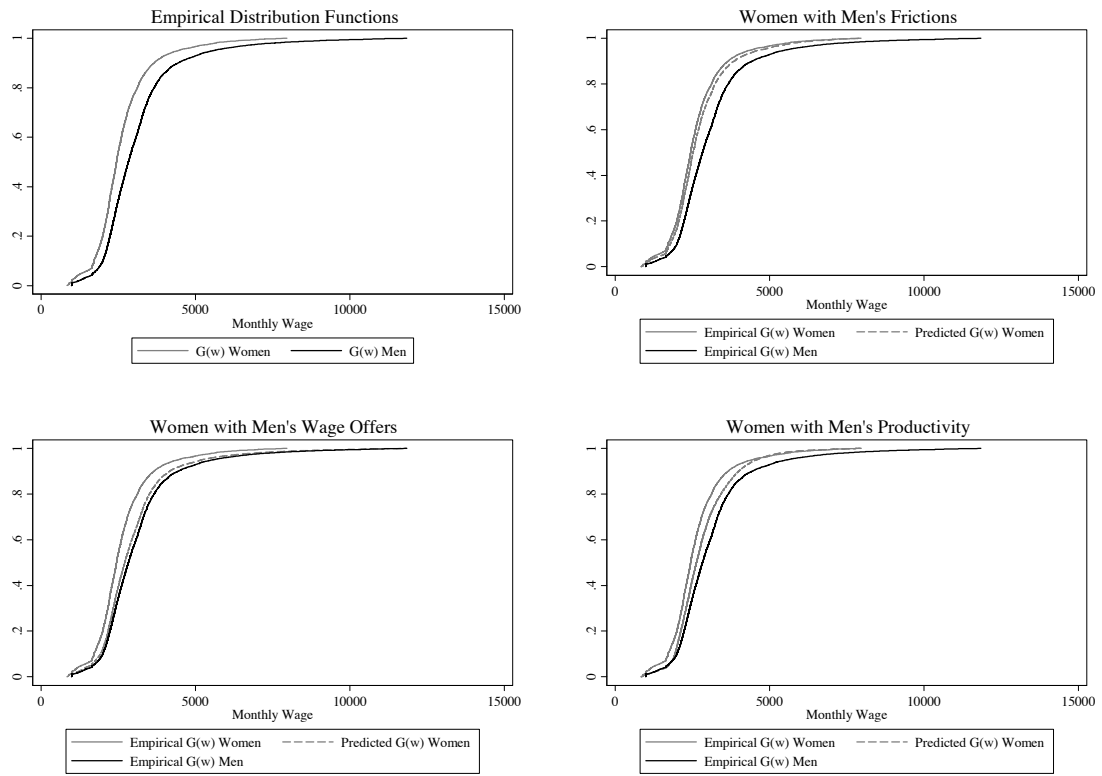 Empirical Distribution Functions
1
.8
.6
.4
.2
0
0 5000 10000 15000
Monthly Wage
G(w) Women G(w) Men
Women with Men's Frictions
1
.8
.6
.4
.2
0
0 5000 10000 15000
Monthly Wage
Empirical G(w) Women Predicted G(w) Women
Empirical G(w) Men
Women with Men's Wage Offers
1
.8
.6
.4
.2
0
0 5000 10000 15000
Monthly Wage
Empirical G(w) Women Predicted G(w) Women
Empirical G(w) Men
Women with Men's Productivity
1
.8
.6
.4
.2
0
0 5000 10000 15000
Monthly Wage
Empirical G(w) Women Predicted G(w) Women
Empirical G(w) Men